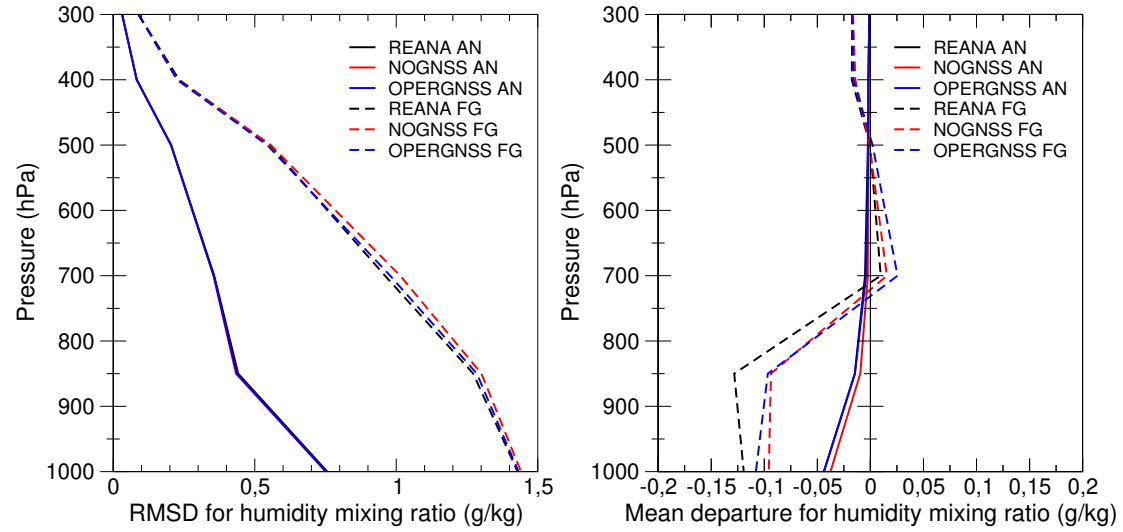 300
400
500
600
700
800
900
1000
Pressure (hPa)
0
0,5
1
1,5
RMSD for humidity mixing ratio (g/kg)
REANA AN
NOGNSS AN
OPERGNSS AN
REANA FG
NOGNSS FG
OPERGNSS FG
300
400
500
600
700
800
900
1000
Pressure (hPa)
-0,2
-0,15
-0,1
-0,05
0
0,05
0,1
0,15
0,2
Mean departure for humidity mixing ratio (g/kg)
REANA AN
NOGNSS AN
OPERGNSS AN
REANA FG
NOGNSS FG
OPERGNSS FG